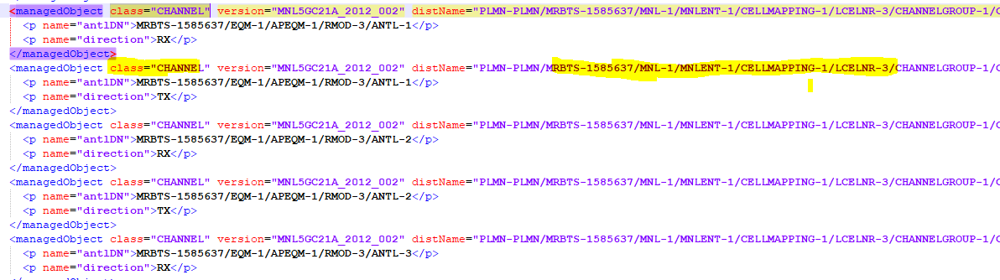 <managedObject class="CHANNEL" version="MNL5GC21A_2012_002" distName="PLMN-PLMN/MRBTS-1585637/MNL-1/MNLENT-1/CELLMAPPING-1/LCELNR-3/CHANNELGROUP-1/
<p name="antlDN">MRBTS-1585637/EQM-1/APEQM-1/RMOD-3/ANTL-1</p>
<p name="direction">RX</p>
</managedObject>
<managedObject class="CHANNEL" version="MNL5GC21A_2012_002" distName="PLMN-PLMN/MRBTS-1585637/MNL-1/MNLENT-1/CELLMAPPING-1/LCELNR-3/CHANNELGROUP-1/
<p name="antlDN">MRBTS-1585637/EQM-1/APEQM-1/RMOD-3/ANTL-1</p>
<p name="direction">TX</p>
</managedObject>
<managedObject class="CHANNEL" version="MNL5GC21A_2012_002" distName="PLMN-PLMN/MRBTS-1585637/MNL-1/MNLENT-1/CELLMAPPING-1/LCELNR-3/CHANNELGROUP-1/
<p name="antlDN">MRBTS-1585637/EQM-1/APEQM-1/RMOD-3/ANTL-2</p>
<p name="direction">RX</p>
</managedObject>
<managedObject class="CHANNEL" version="MNL5GC21A_2012_002" distName="PLMN-PLMN/MRBTS-1585637/MNL-1/MNLENT-1/CELLMAPPING-1/LCELNR-3/CHANNELGROUP-1/
<p name="antlDN">MRBTS-1585637/EQM-1/APEQM-1/RMOD-3/ANTL-2</p>
<p name="direction">TX</p>
</managedObject>
<managedObject class="CHANNEL" version="MNL5GC21A_2012_002" distName="PLMN-PLMN/MRBTS-1585637/MNL-1/MNLENT-1/CELLMAPPING-1/LCELNR-3/CHANNELGROUP-1/
<p name="antlDN">MRBTS-1585637/EQM-1/APEQM-1/RMOD-3/ANTL-3</p>
<p name="direction">RX</p>